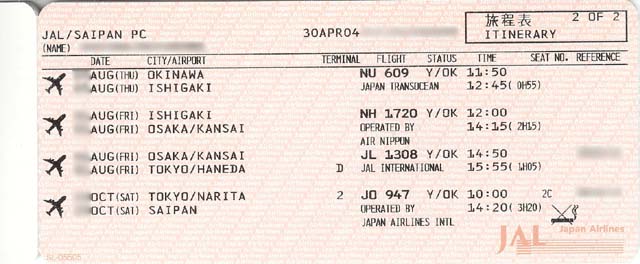 JAL/SAIPAN PC 30APR04 旅程表 2 OF 2
(NAME) ITINERARY
DATE CITY/AIRPORT TERMINAL FLIGHT STATUS TIME SEAT NO. REFERENCE
AUG(THU) OKINAWA NU 609 Y/OK 11:50
AUG(THU) ISHIGAKI JAPAN TRANSOCEAN 12:45( 0H55)
AUG(FRI) ISHIGAKI NH 1720 Y/OK 12:00
AUG(FRI) OSAKA/KANSAI OPERATED BY 14:15( 2H15)
AIR NIPPON
AUG(FRI) OSAKA/KANSAI JL 1308 Y/OK 14:50
AUG(FRI) TOKYO/HANEDA D JAL INTERNATIONAL 15:55( 1H05)
OCT(SAT) TOKYO/NARITA 2 JO 947 Y/OK 10:00 2C
OCT(SAT) SAIPAN OPERATED BY 14:20( 3H20)
JAPAN AIRLINES INTL
JAL Japan Airlines